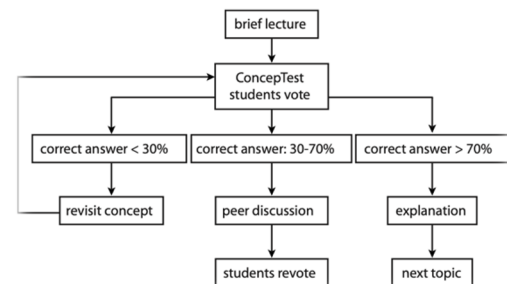 brief lecture
ConcepTest
students vote
correct answer < 30%
correct answer: 30-70%
correct answer > 70%
revisit concept
peer discussion
explanation
students revote
next topic